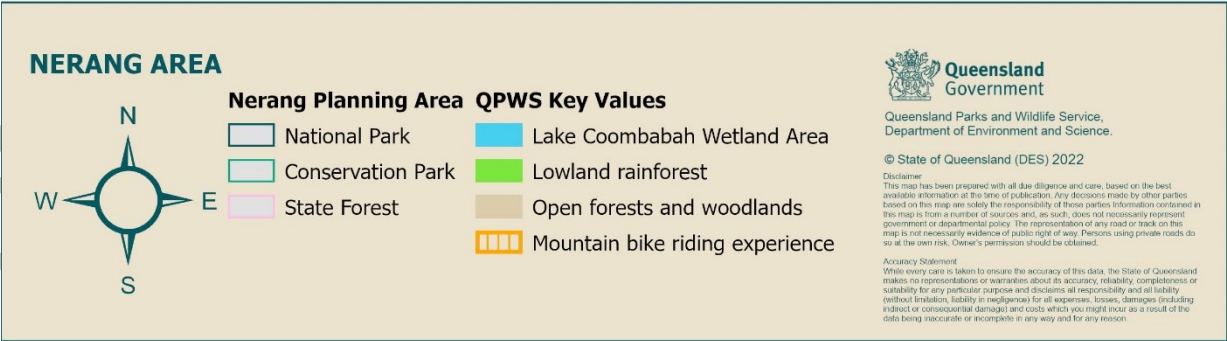 NERANG AREA
N
W
E
S
Nerang Planning Area
National Park
Conservation Park
State Forest
QPWS Key Values
Lake Coombabah Wetland Area
Lowland rainforest
Open forests and woodlands
Mountain bike riding experience
Queensland
Government
Queensland Parks and Wildlife Service,
Department of Environment and Science.
© State of Queensland (DES) 2022
Disclaimer
This map has been prepared with all due diligence and care, based on the best
available information at the time of publication. Any decisions made by other parties
based on this map are solely the responsibility of those parties Information contained in
this map is from a number of sources and, as such, does not necessarily represent
government or departmental policy. The representation of any road or track on this
map is not necessarily evidence of public right of way. Persons using private roads do
so at the own risk. Owner's permission should be obtained.
Accuracy Statement
While every care is taken to ensure the accuracy of this data, the State of Queensland
makes no representations or warranties about its accuracy, reliability, completeness or
suitability for any particular purpose and disclaims all responsibility and all liability
(without limitation, liability in negligence) for all expenses, losses, damages (including
indirect or consequential damage) and costs which you might incur as a result of the
data being inaccurate or incomplete in any way and for any reason.